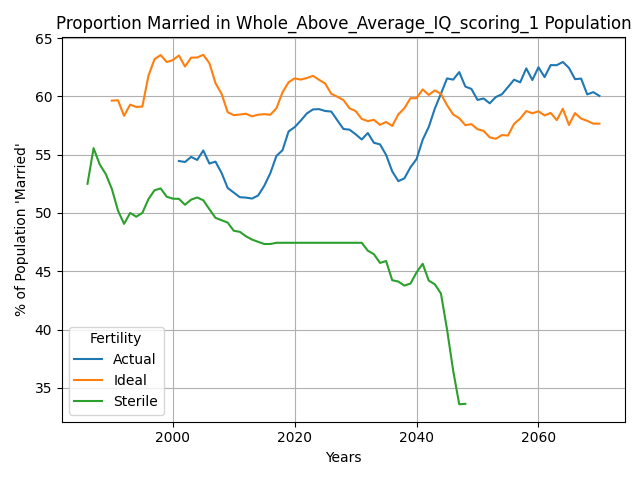 Proportion Married in Whole_Above_Average_IQ_scoring_1 Population
% of Population 'Married'
65
60
55
50
45
40
35
Fertility
Actual
Ideal
Sterile
2000
2020
2040
2060
Years